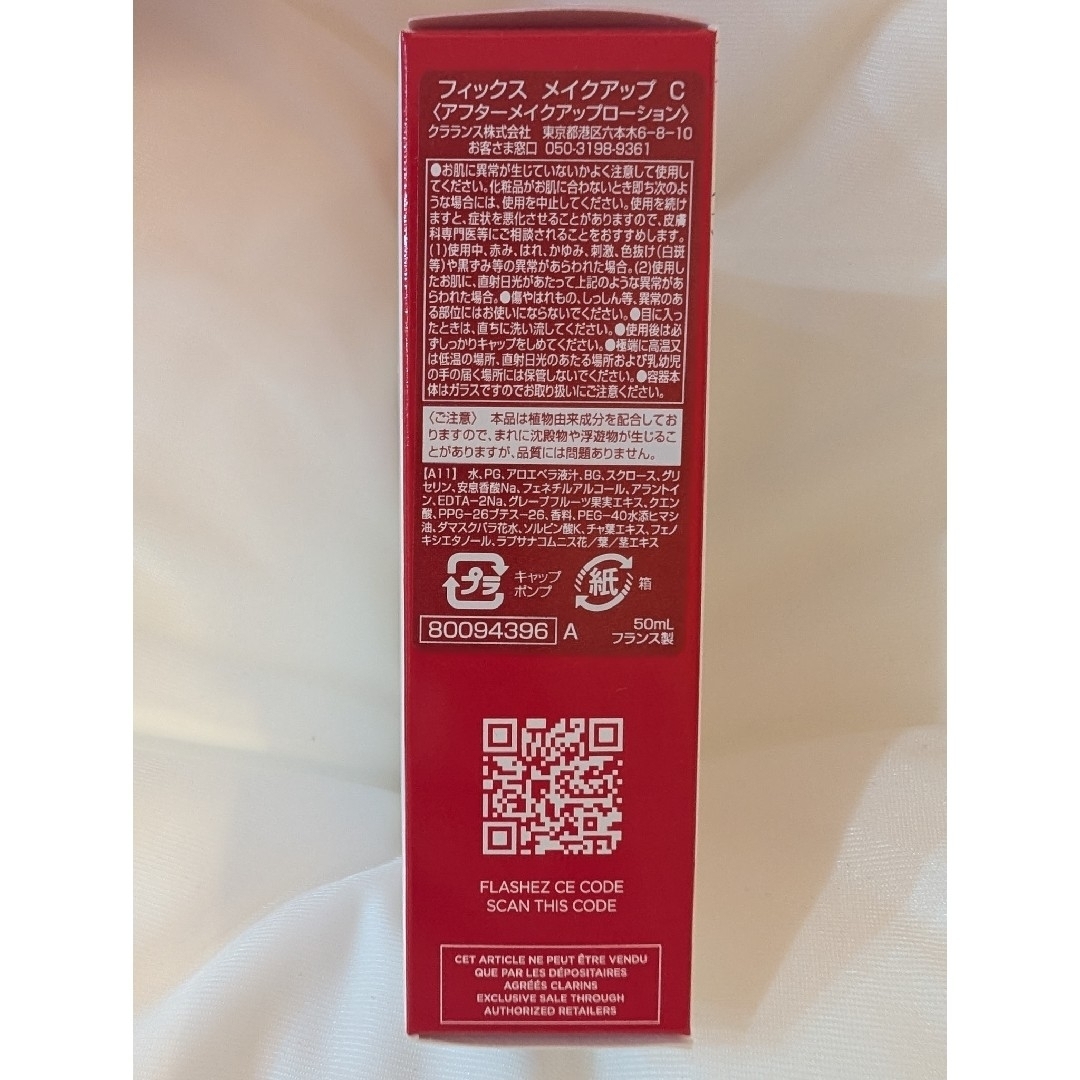 フィックス メイクアップ C
〈アフターメイクアップローション〉
クラランス株式会社 東京都港区六本木6-8-10
お客さま窓口 050-3198-9361
●お肌に異常が生じていないかよく注意して使用し
てください。化粧品がお肌に合わないとき即ち次のよ
うな場合には、使用を中止してください。使用を続け
ますと、症状を悪化させることがありますので、皮膚
科専門医等にご相談されることをおすすめします。
(1)使用中、赤み、はれ、かゆみ、刺激、色抜け(白斑
等)や黒ずみ等の異常があらわれた場合。(2)使用し
たお肌に、直射日光があたって上記のような異常があ
らわれた場合。●傷やはれもの、しっしん等、異常のあ
る部位にはお使いにならないでください。●目に入っ
たときは、直ちに洗い流してください。●使用後は必
ずしっかりキャップをしめてください。●極端に高温又
は低温の場所、直射日光のあたる場所および乳幼児
の手の届く場所には保管しないでください。●容器本
体はガラスですのでお取り扱いにご注意ください。
〈ご注意〉 本品は植物由来成分を配合してお
りますので、まれに沈殿物や浮遊物が生じるこ
とがありますが、品質には問題ありません。
【A11】 水、PG、アロエベラ液汁、BG、スクロース、グリ
セリン、安息香酸Na、フェネチルアルコール、アラントイ
ン、EDTA-2Na、グレープフルーツ果実エキス、クエン
酸、PPG-26ブテス-26、香料、PEG-40水添ヒマシ
油、ダマスクバラ花水、ソルビン酸K、チャ葉エキス、フェノ
キシエタノール、ラプサナコムニス花/葉/茎エキス
プラ キャップ 紙 箱
ポンプ
80094396 A 50mL
フランス製
FLASHEZ CE CODE
SCAN THIS CODE
CET ARTICLE NE PEUT ÊTRE VENDU
QUE PAR LES DÉPOSITAIRES
AGRÉÉS CLARINS
EXCLUSIVE SALE THROUGH
AUTHORIZED RETAILERS